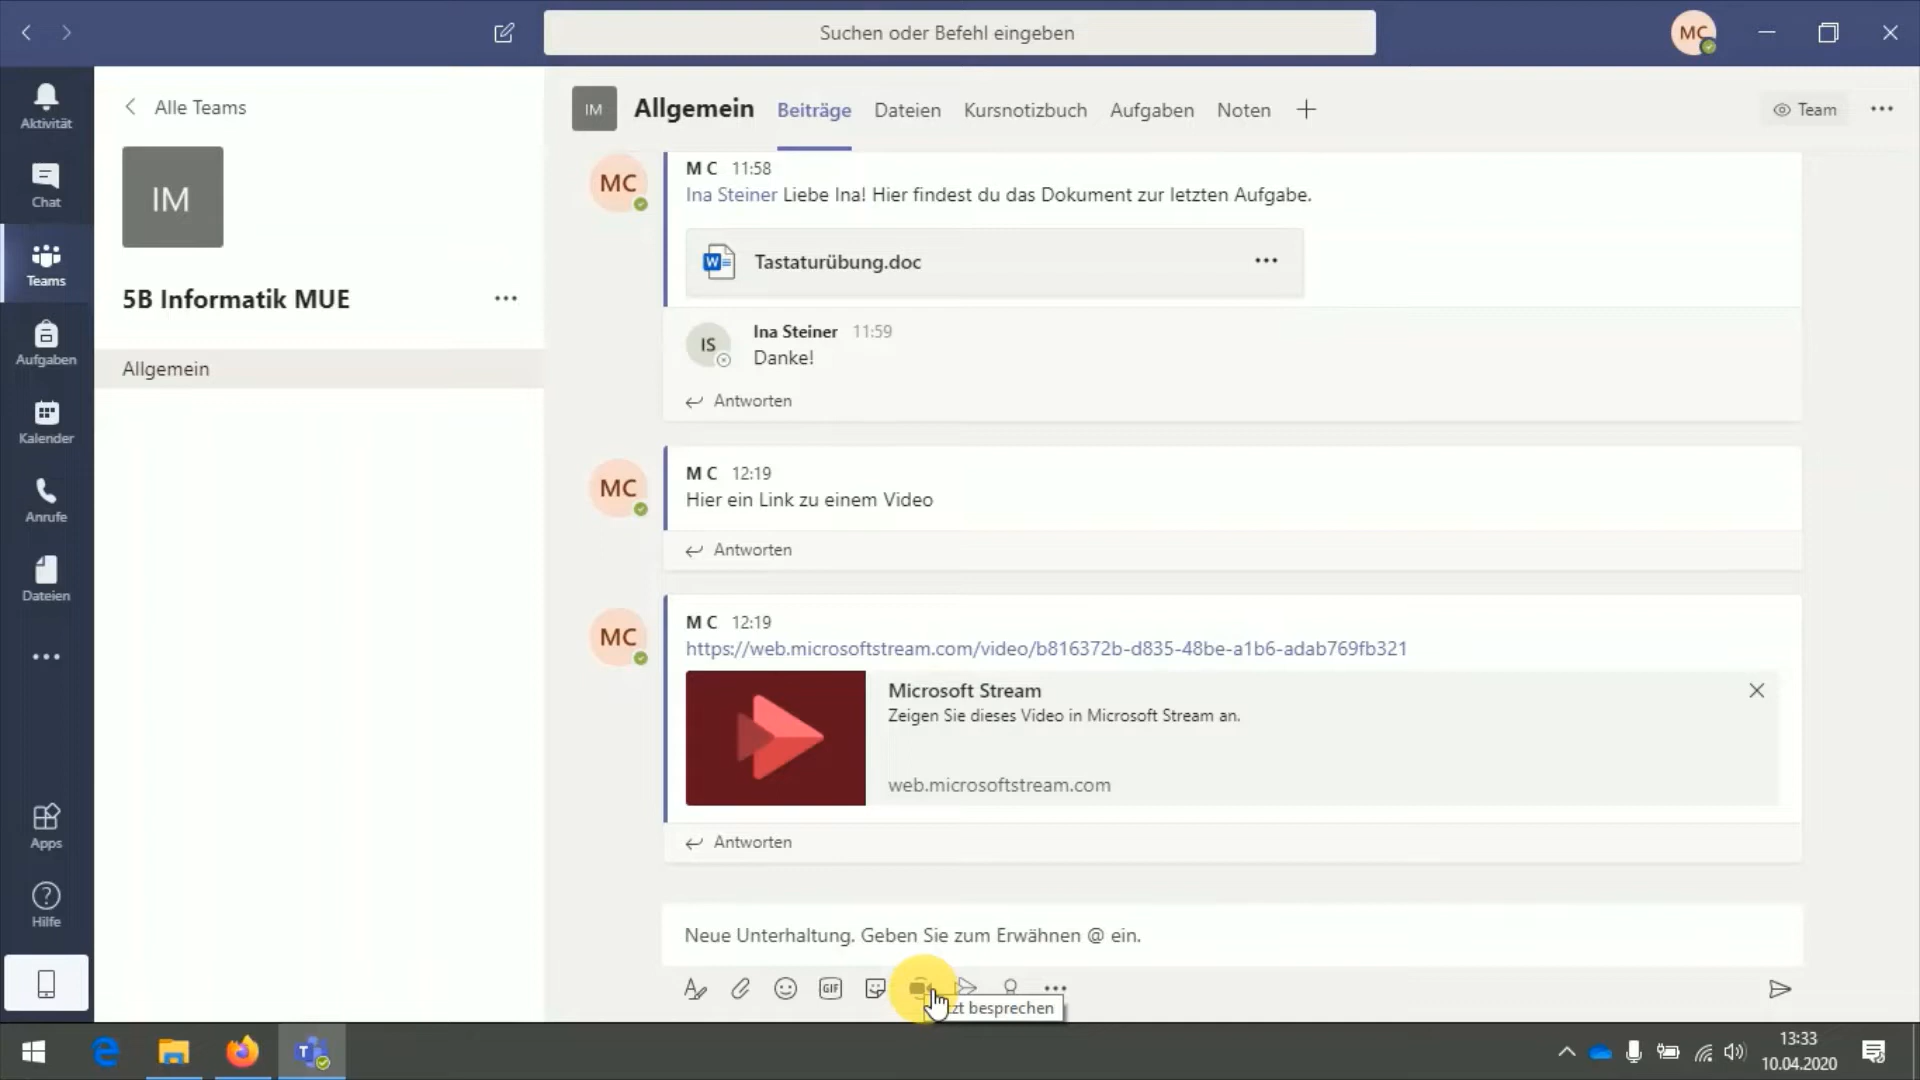 Suchen oder Befehl eingeben
MC
Aktivität
Chat
Teams
Aufgaben
Kalender
Anrufe
Dateien
Apps
Hilfe
Alle Teams
IM
5B Informatik MUE
Allgemein
IM
Allgemein
Beiträge
Dateien
Kursnotizbuch
Aufgaben
Noten
Team
MC
M C 11:58
Ina Steiner Liebe Ina! Hier findest du das Dokument zur letzten Aufgabe.
W
Tastaturübung.doc
IS
Ina Steiner 11:59
Danke!
Antworten
MC
M C 12:19
Hier ein Link zu einem Video
Antworten
MC
M C 12:19
https://web.microsoftstream.com/video/b816372b-d835-48be-a1b6-adab769fb321
Microsoft Stream
Zeigen Sie dieses Video in Microsoft Stream an.
web.microsoftstream.com
Antworten
Neue Unterhaltung. Geben Sie zum Erwähnen @ ein.
GIF
besprechen
13:33
10.04.2020